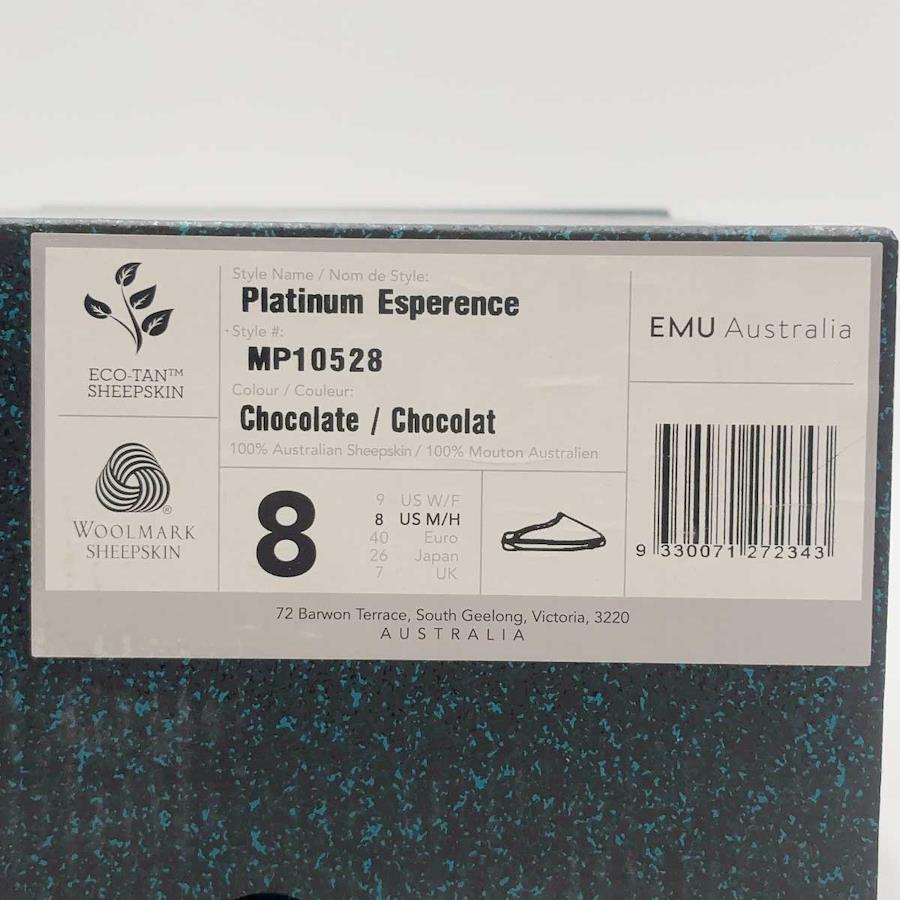 ECO-TAN™
SHEEPSKIN
WOOLMARK
SHEEPSKIN
®
Style Name / Nom de Style:
Platinum Esperence
Style #:
MP10528
Colour / Couleur:
Chocolate / Chocolat
100% Australian Sheepskin / 100% Mouton Australien
8
9 US W/F
8 US M/H
40 Euro
26 Japan
7 UK
EMU Australia
9 330071 272343
72 Barwon Terrace, South Geelong, Victoria, 3220
AUSTRALIA